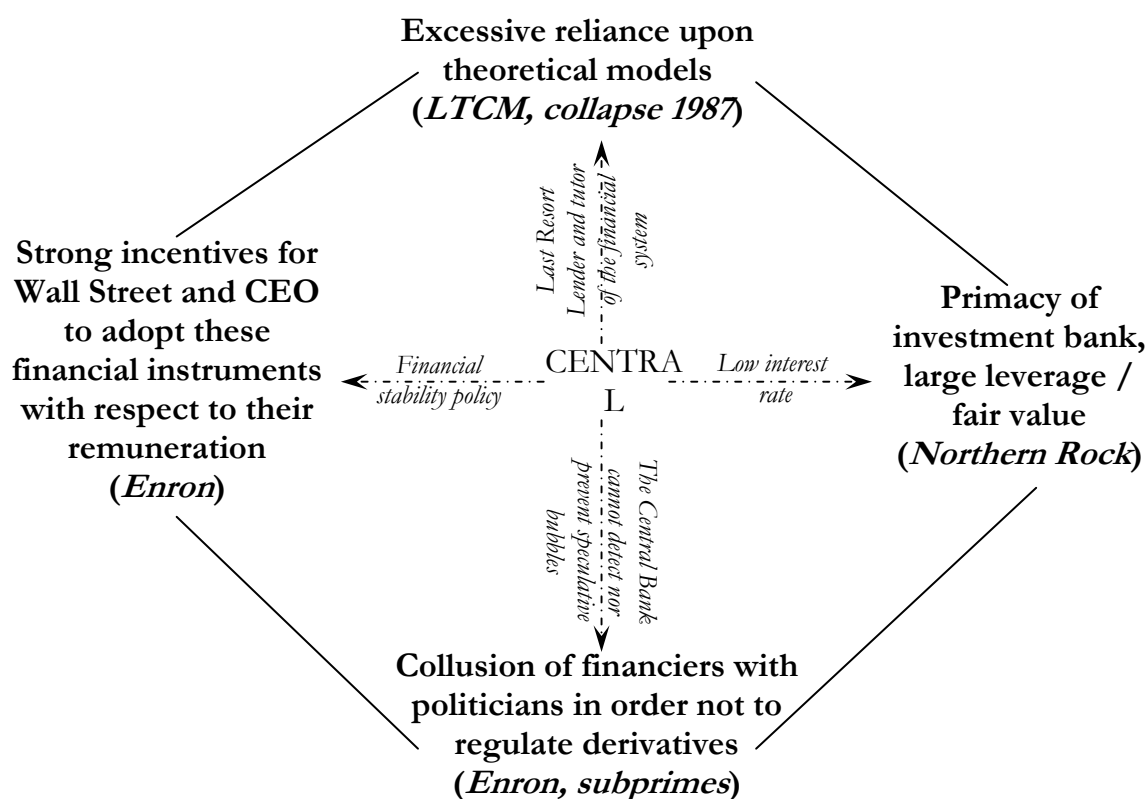 Excessive reliance upon
theoretical models
(LTCM, collapse 1987)
Last Resort
Lender and tutor
of the financial
system
Strong incentives for
Wall Street and CEO
to adopt these
financial instruments
with respect to their
remuneration
(Enron)
Financial
stability policy
CENTRA
L
Low interest
rate
Primacy of
investment bank,
large leverage /
fair value
(Northern Rock)
The Central Bank
cannot detect nor
prevent speculative
bubbles
Collusion of financiers with
politicians in order not to
regulate derivatives
(Enron, subprimes)